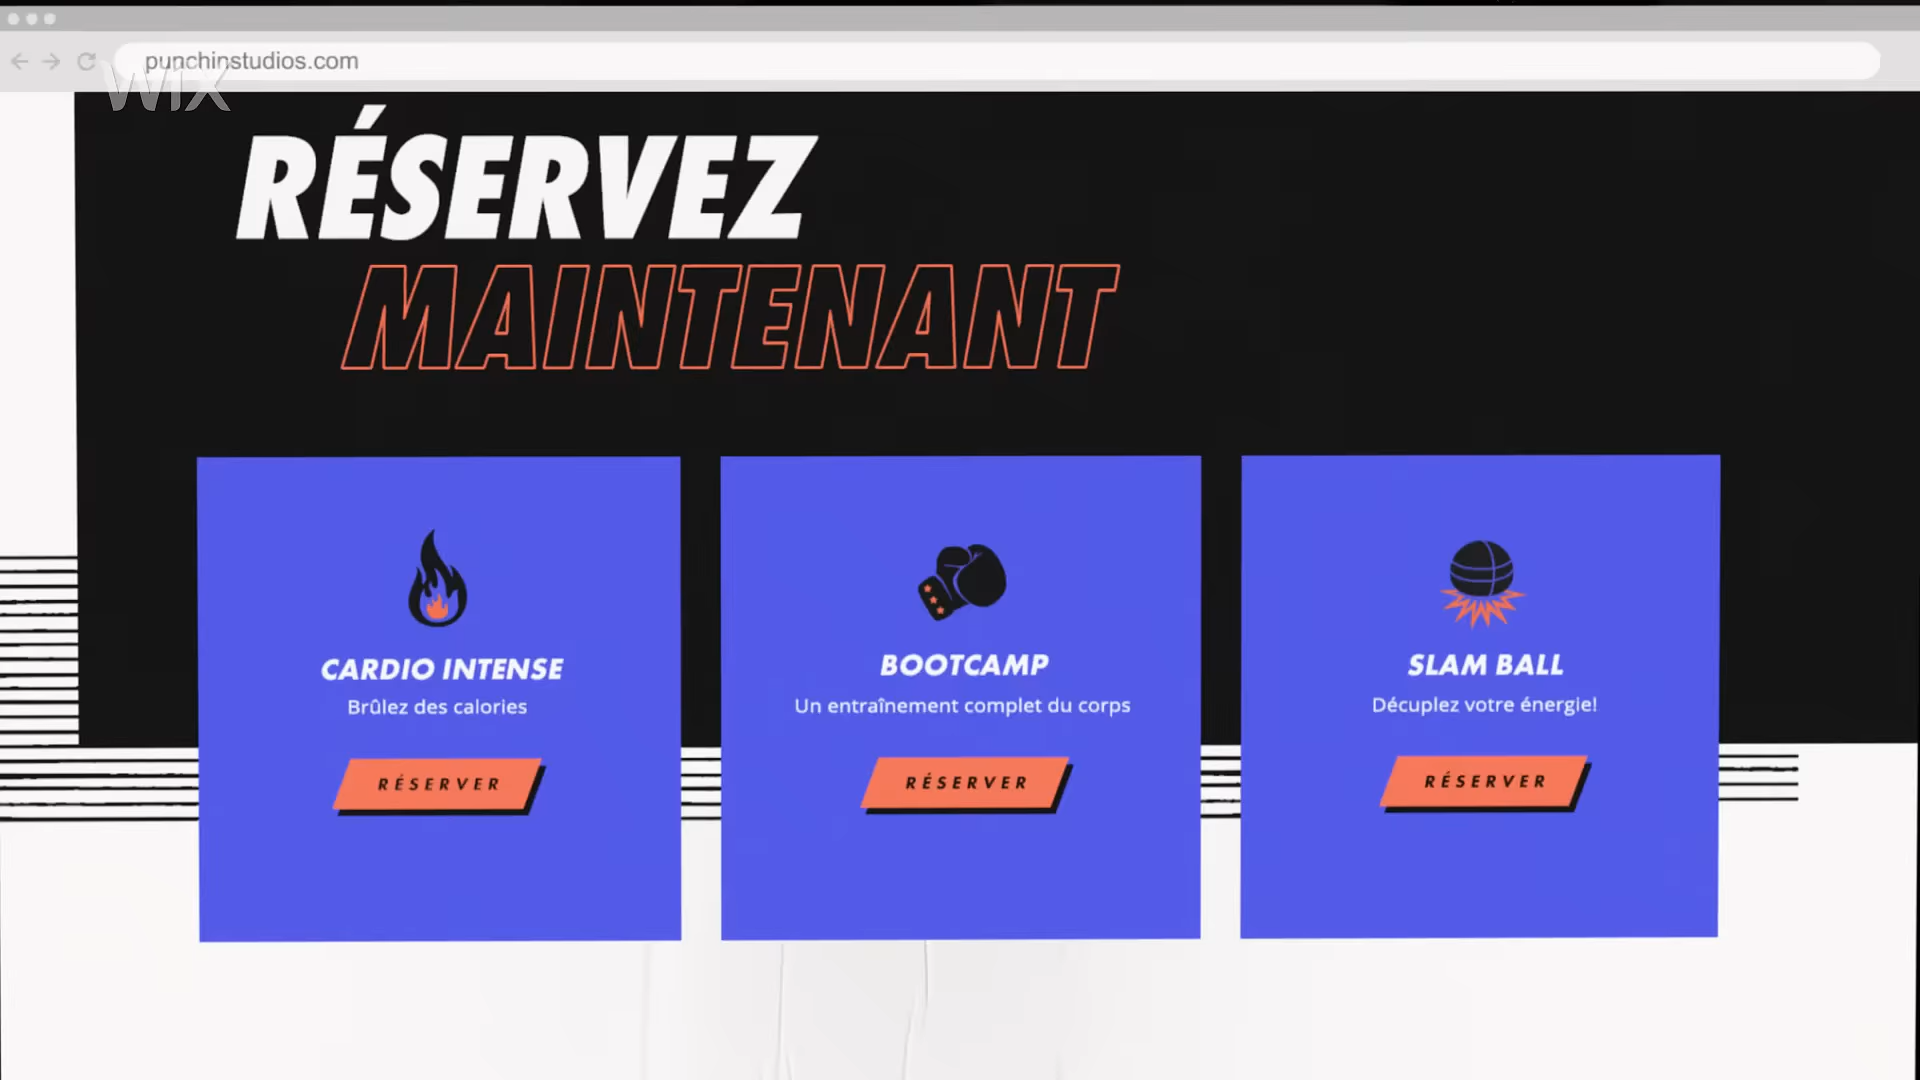 punchinstudios.com
WiX
RÉSERVEZ
MAINTENANT
CARDIO INTENSE
Brûlez des calories
RÉSERVER
BOOTCAMP
Un entraînement complet du corps
RÉSERVER
SLAM BALL
Décuplez votre énergie!
RÉSERVER